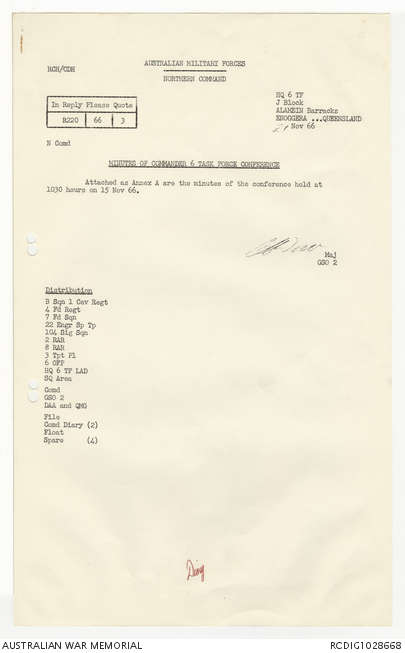 AUSTRALIAN MILITARY FORCES
NORTHERN COMMAND
RCH/CDH
HQ 6 TF
J Block
ALAMEIN Barracks
ENOGGERA ...QUEENSLAND
Nov 66
In Reply Please Quote
R220 66 3
N Comd
MINUTES OF COMMANDER 6 TASK FORCE CONFERENCE
Attached as Annex A are the minutes of the conference held at
1030 hours on 15 Nov 66.
Maj
GSO 2
Distribution
B Sqn 1 Cav Regt
4 Fd Regt
7 Fd Sqn
22 Engr Sp Tp
104 Sig Sqn
2 RAR
8 RAR
3 Tpt Pl
6 OFP
HQ 6 TF LAD
SQ Area
Comd
GSO 2
DAA and QMG
File
Comd Diary (2)
Float
Spare (4)
Diary
AUSTRALIAN WAR MEMORIAL
RCDIG1028668